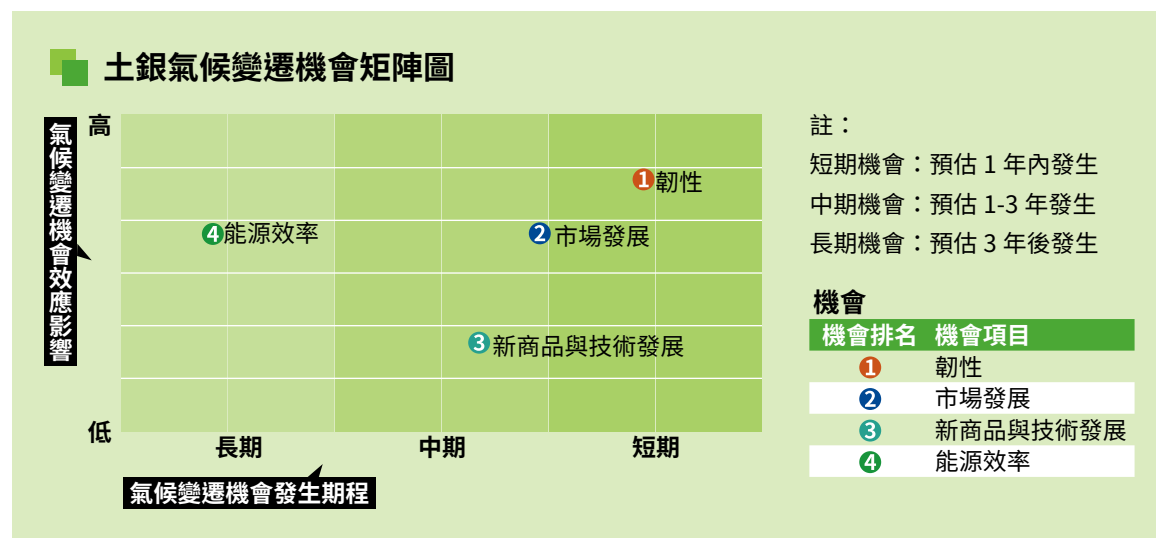 土銀氣候變遷機會矩陣圖
氣候變遷機會效應影響
高
低
1韌性
4能源效率
2市場發展
3新商品與技術發展
長期
中期
短期
氣候變遷機會發生期程
註：
短期機會：預估 1 年內發生
中期機會：預估 1-3 年發生
長期機會：預估 3 年後發生
機會
機會排名 機會項目
1 韌性
2 市場發展
3 新商品與技術發展
4 能源效率